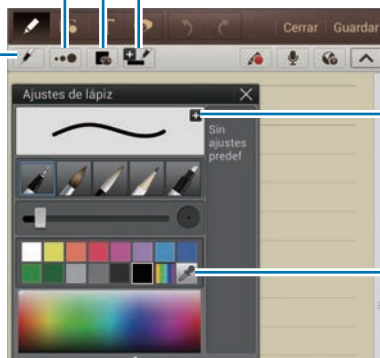 Cerrar Guardar
Ajustes de lápiz
Sin
ajustes
predef